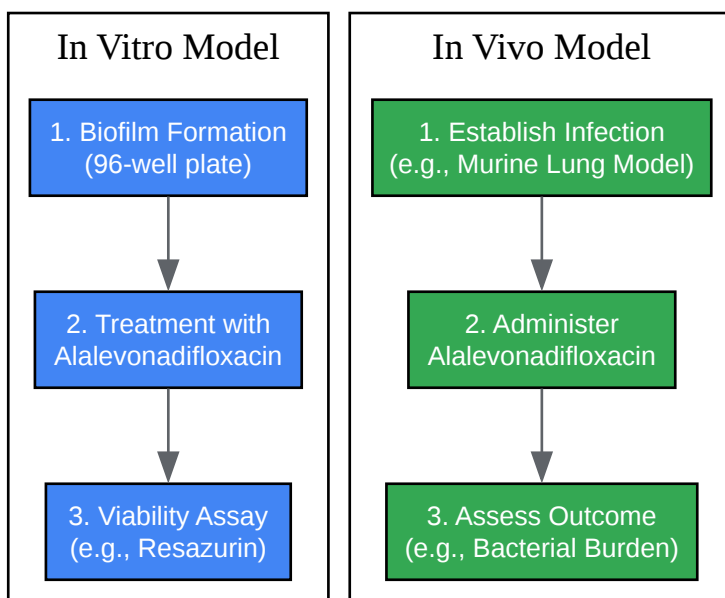 In Vitro Model
1. Biofilm Formation
(96-well plate)
2. Treatment with
Alalevonadifloxacin
3. Viability Assay
(e.g., Resazurin)
In Vivo Model
1. Establish Infection
(e.g., Murine Lung Model)
2. Administer
Alalevonadifloxacin
3. Assess Outcome
(e.g., Bacterial Burden)